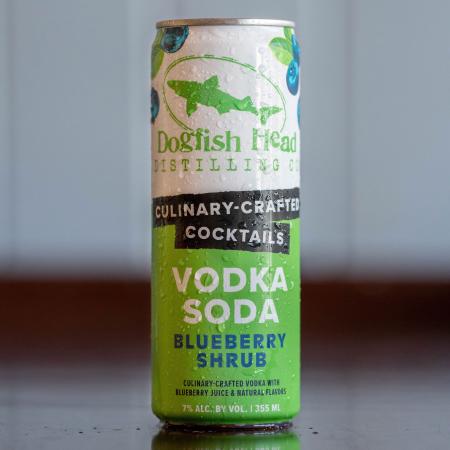 Dogfish Head
DISTILLING CO
CULINARY-CRAFTED
COCKTAILS
VODKA
SODA
BLUEBERRY
SHRUB
CULINARY-CRAFTED VODKA WITH
BLUEBERRY JUICE & NATURAL FLAVORS
7% ALC. BY VOL. | 355 ML